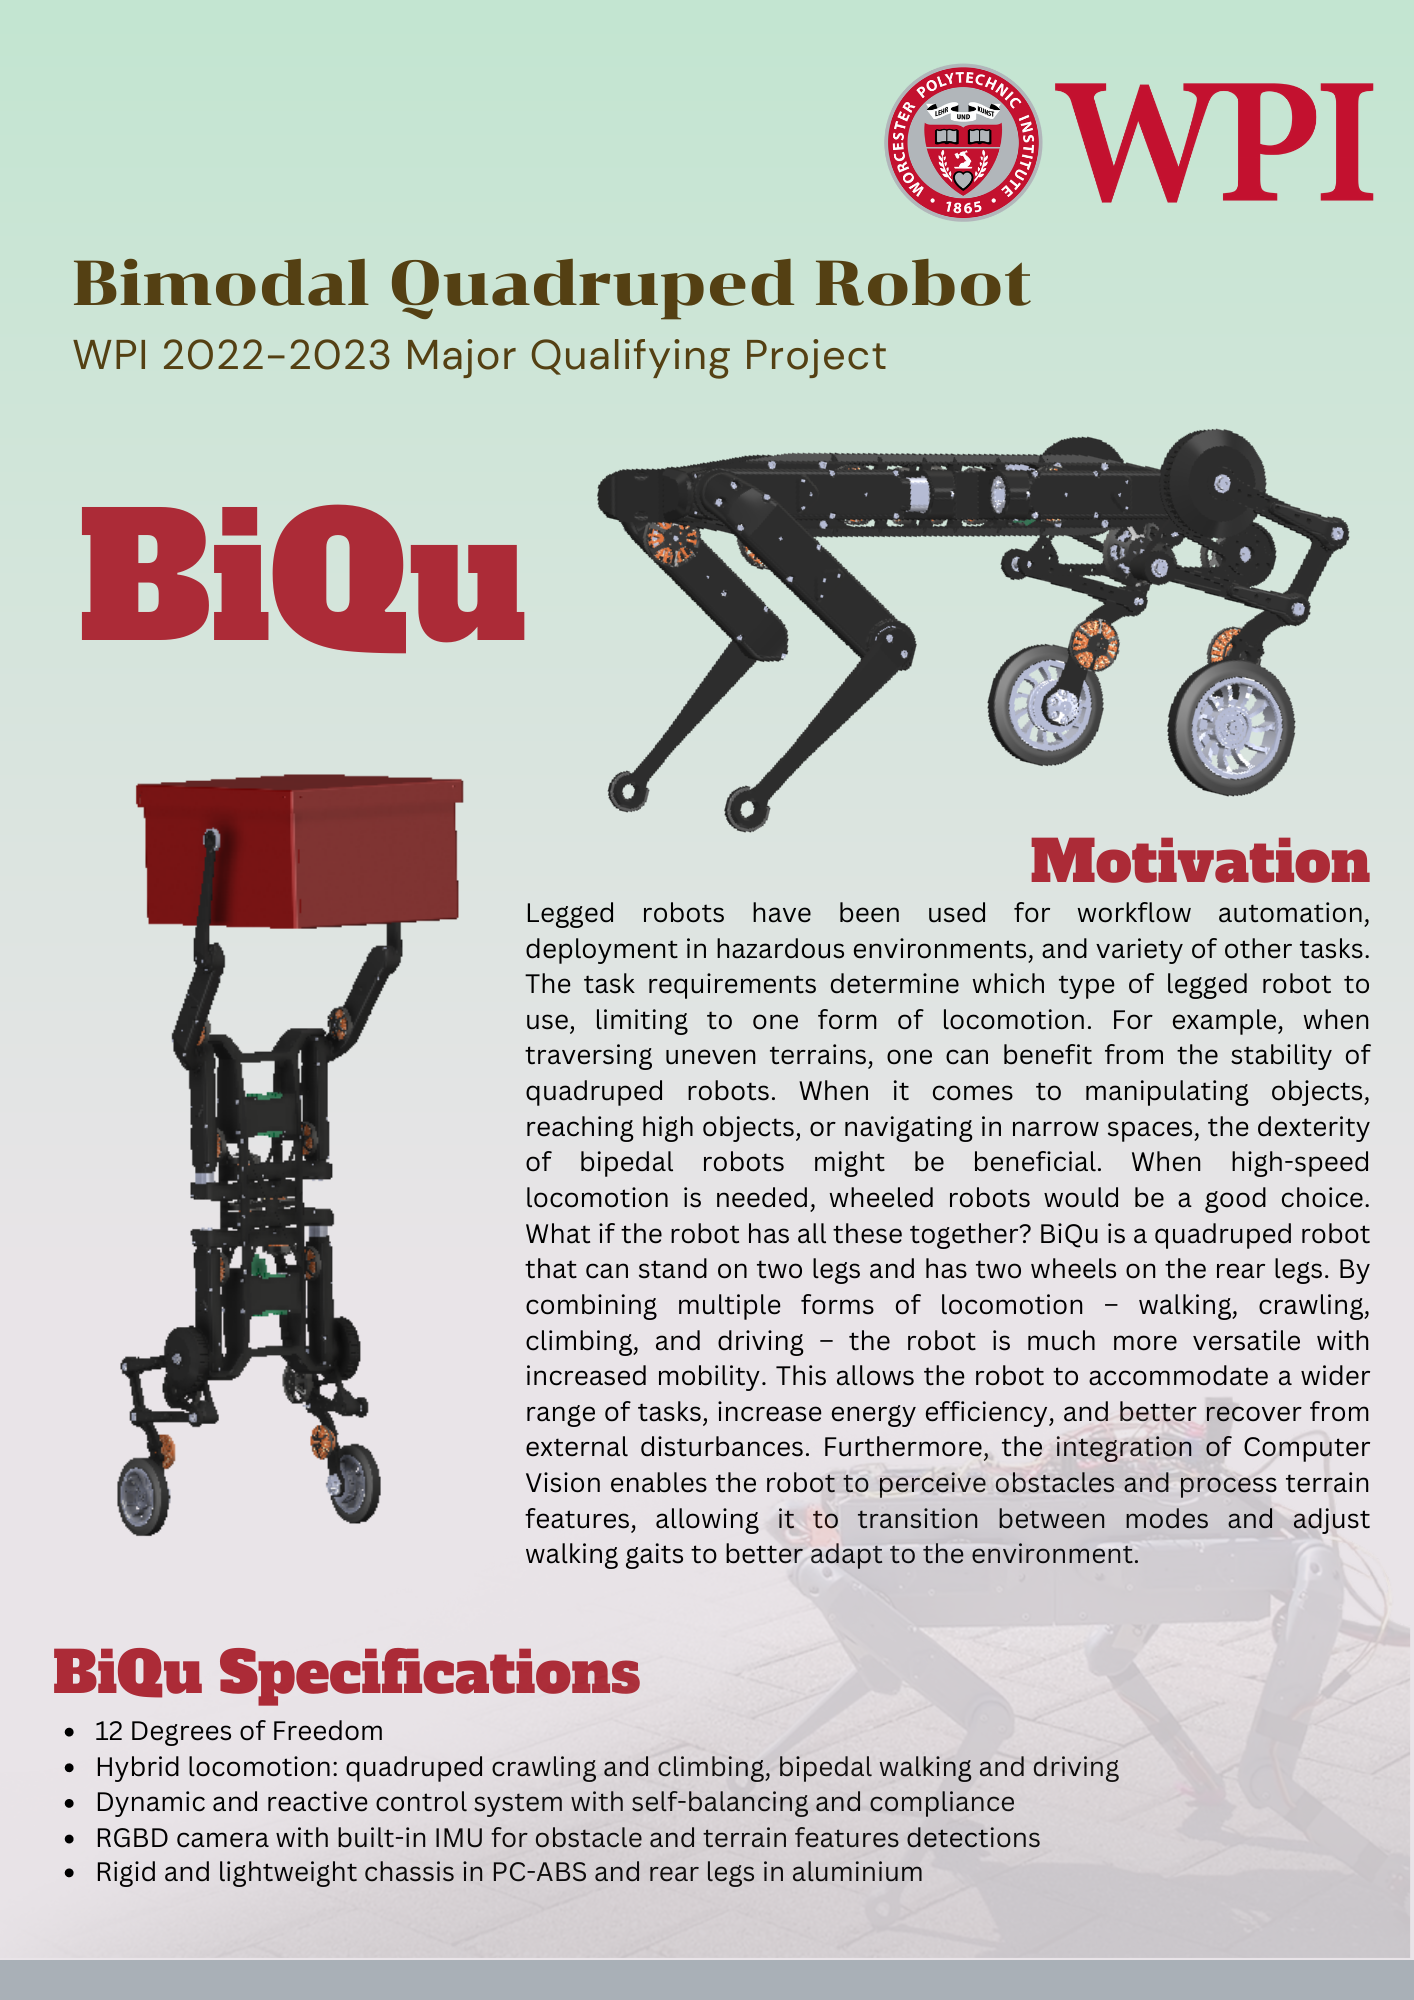 WORCESTER POLYTECHNIC INSTITUTE
LEHR UND KUNST
1865
WPI
Bimodal Quadruped Robot
WPI 2022-2023 Major Qualifying Project
BiQu
Motivation
Legged robots have been used for workflow automation,
deployment in hazardous environments, and variety of other tasks.
The task requirements determine which type of legged robot to
use, limiting to one form of locomotion. For example, when
traversing uneven terrains, one can benefit from the stability of
quadruped robots. When it comes to manipulating objects,
reaching high objects, or navigating in narrow spaces, the dexterity
of bipedal robots might be beneficial. When high-speed
locomotion is needed, wheeled robots would be a good choice.
What if the robot has all these together? BiQu is a quadruped robot
that can stand on two legs and has two wheels on the rear legs. By
combining multiple forms of locomotion – walking, crawling,
climbing, and driving – the robot is much more versatile with
increased mobility. This allows the robot to accommodate a wider
range of tasks, increase energy efficiency, and better recover from
external disturbances. Furthermore, the integration of Computer
Vision enables the robot to perceive obstacles and process terrain
features, allowing it to transition between modes and adjust
walking gaits to better adapt to the environment.
BiQu Specifications
• 12 Degrees of Freedom
• Hybrid locomotion: quadruped crawling and climbing, bipedal walking and driving
• Dynamic and reactive control system with self-balancing and compliance
• RGBD camera with built-in IMU for obstacle and terrain features detections
• Rigid and lightweight chassis in PC-ABS and rear legs in aluminium